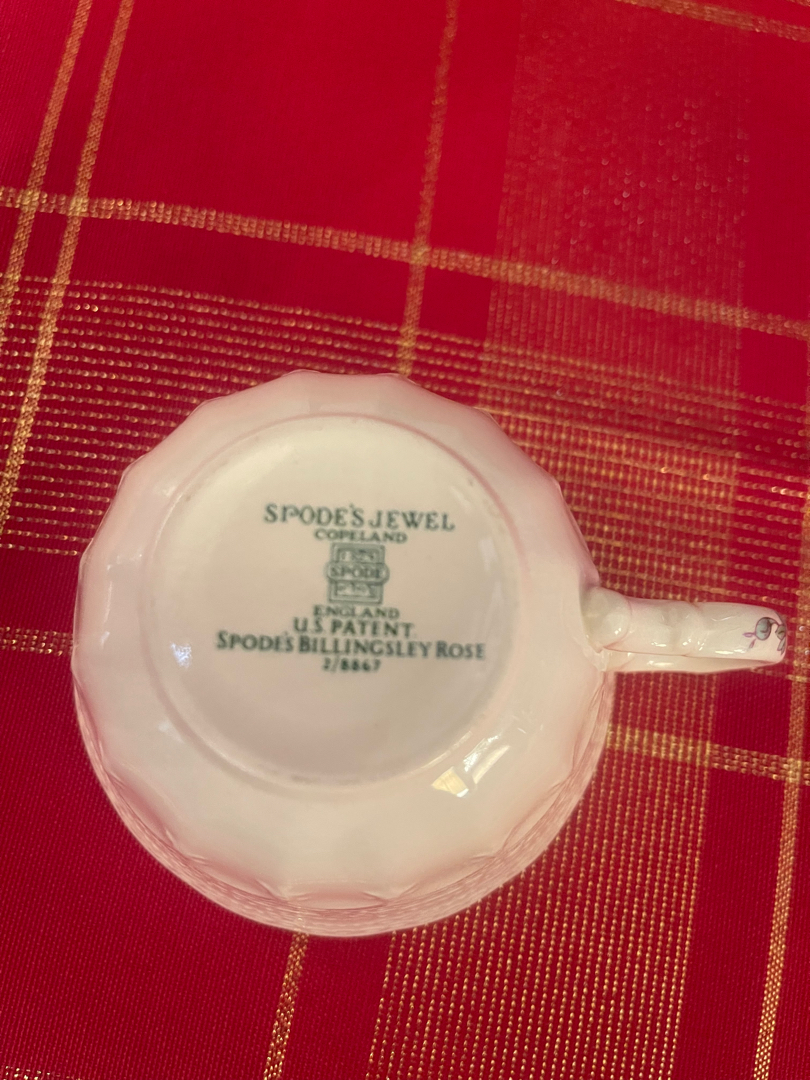 SPODE'S JEWEL
COPELAND
SPODE
ENGLAND
U.S. PATENT
SPODE'S BILLINGSLEY ROSE
2/8867